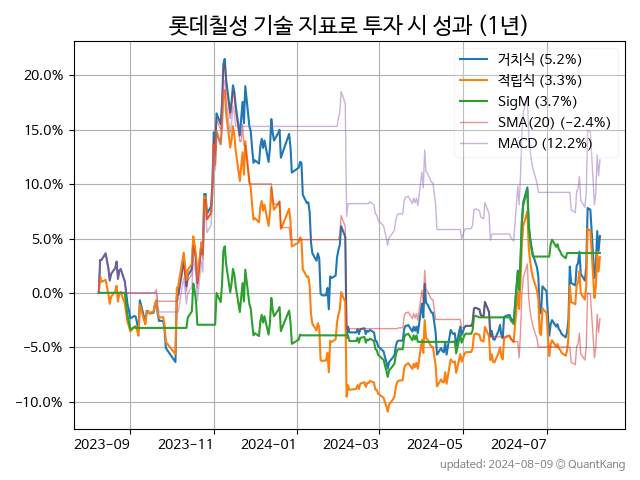 롯데칠성 기술 지표로 투자 시 성과 (1년)
거치식 (5.2%)
적립식 (3.3%)
SigM (3.7%)
SMA(20) (-2.4%)
MACD (12.2%)
20.0%
15.0%
10.0%
5.0%
0.0%
-5.0%
-10.0%
2023-09 2023-11 2024-01 2024-03 2024-05 2024-07
updated: 2024-08-09 © QuantKang